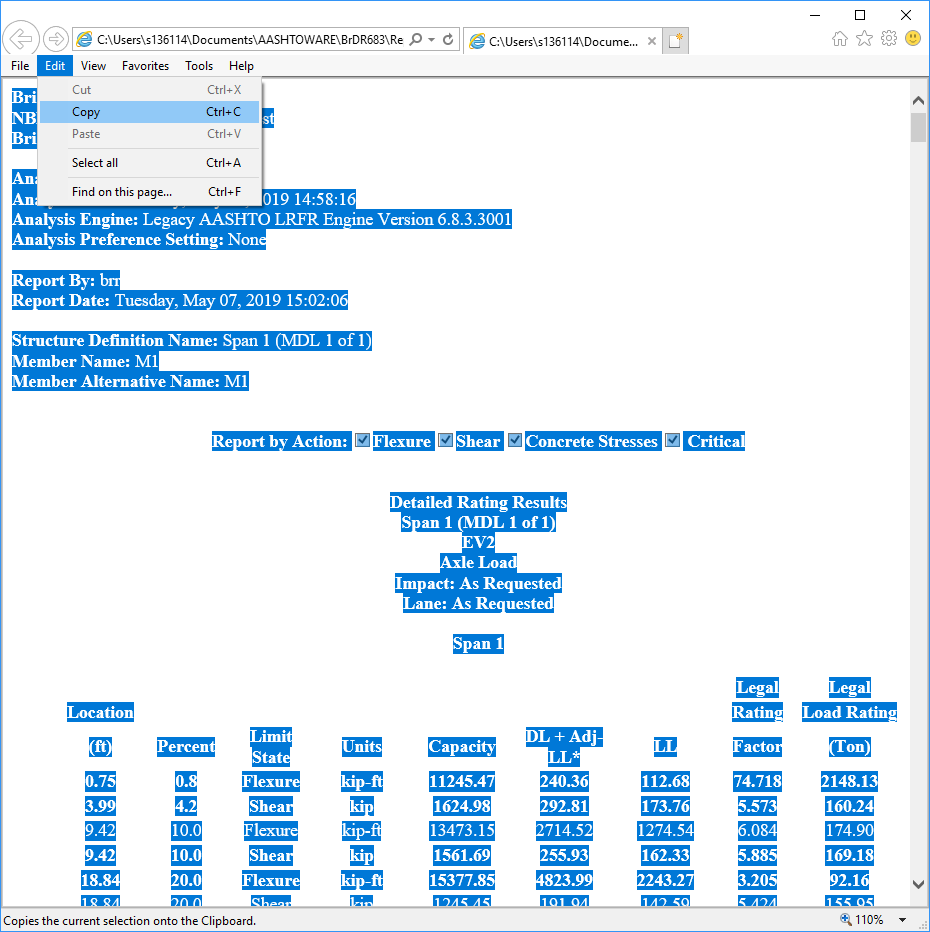 C:\Users\s136114\Documents\AASHTOWARE\BrDR683\Re
C:\Users\s136114\Docume...
File Edit View Favorites Tools Help
Cut Ctrl+X
Copy Ctrl+C
Paste Ctrl+V
Select all Ctrl+A
Find on this page... Ctrl+F
Bri
NB st
Bri
Ana
Ana 2019 14:58:16
Analysis Engine: Legacy AASHTO LRFR Engine Version 6.8.3.3001
Analysis Preference Setting: None
Report By: brr
Report Date: Tuesday, May 07, 2019 15:02:06
Structure Definition Name: Span 1 (MDL 1 of 1)
Member Name: M1
Member Alternative Name: M1
Report by Action: Flexure Shear Concrete Stresses Critical
Detailed Rating Results
Span 1 (MDL 1 of 1)
EV2
Axle Load
Impact: As Requested
Lane: As Requested
Span 1
Legal Legal
Location Rating Load Rating
(ft) Percent Limit State Units Capacity DL + Adj-LL* LL Factor (Ton)
0.75 0.8 Flexure kip-ft 11245.47 240.36 112.68 74.718 2148.13
3.99 4.2 Shear kip 1624.98 292.81 173.76 5.573 160.24
9.42 10.0 Flexure kip-ft 13473.15 2714.52 1274.54 6.084 174.90
9.42 10.0 Shear kip 1561.69 255.93 162.33 5.885 169.18
18.84 20.0 Flexure kip-ft 15377.85 4823.99 2243.27 3.205 92.16
18.84 20.0 Shear kip 1245.45 191.94 142.59 5.424 155.95
Copies the current selection onto the Clipboard.
110%